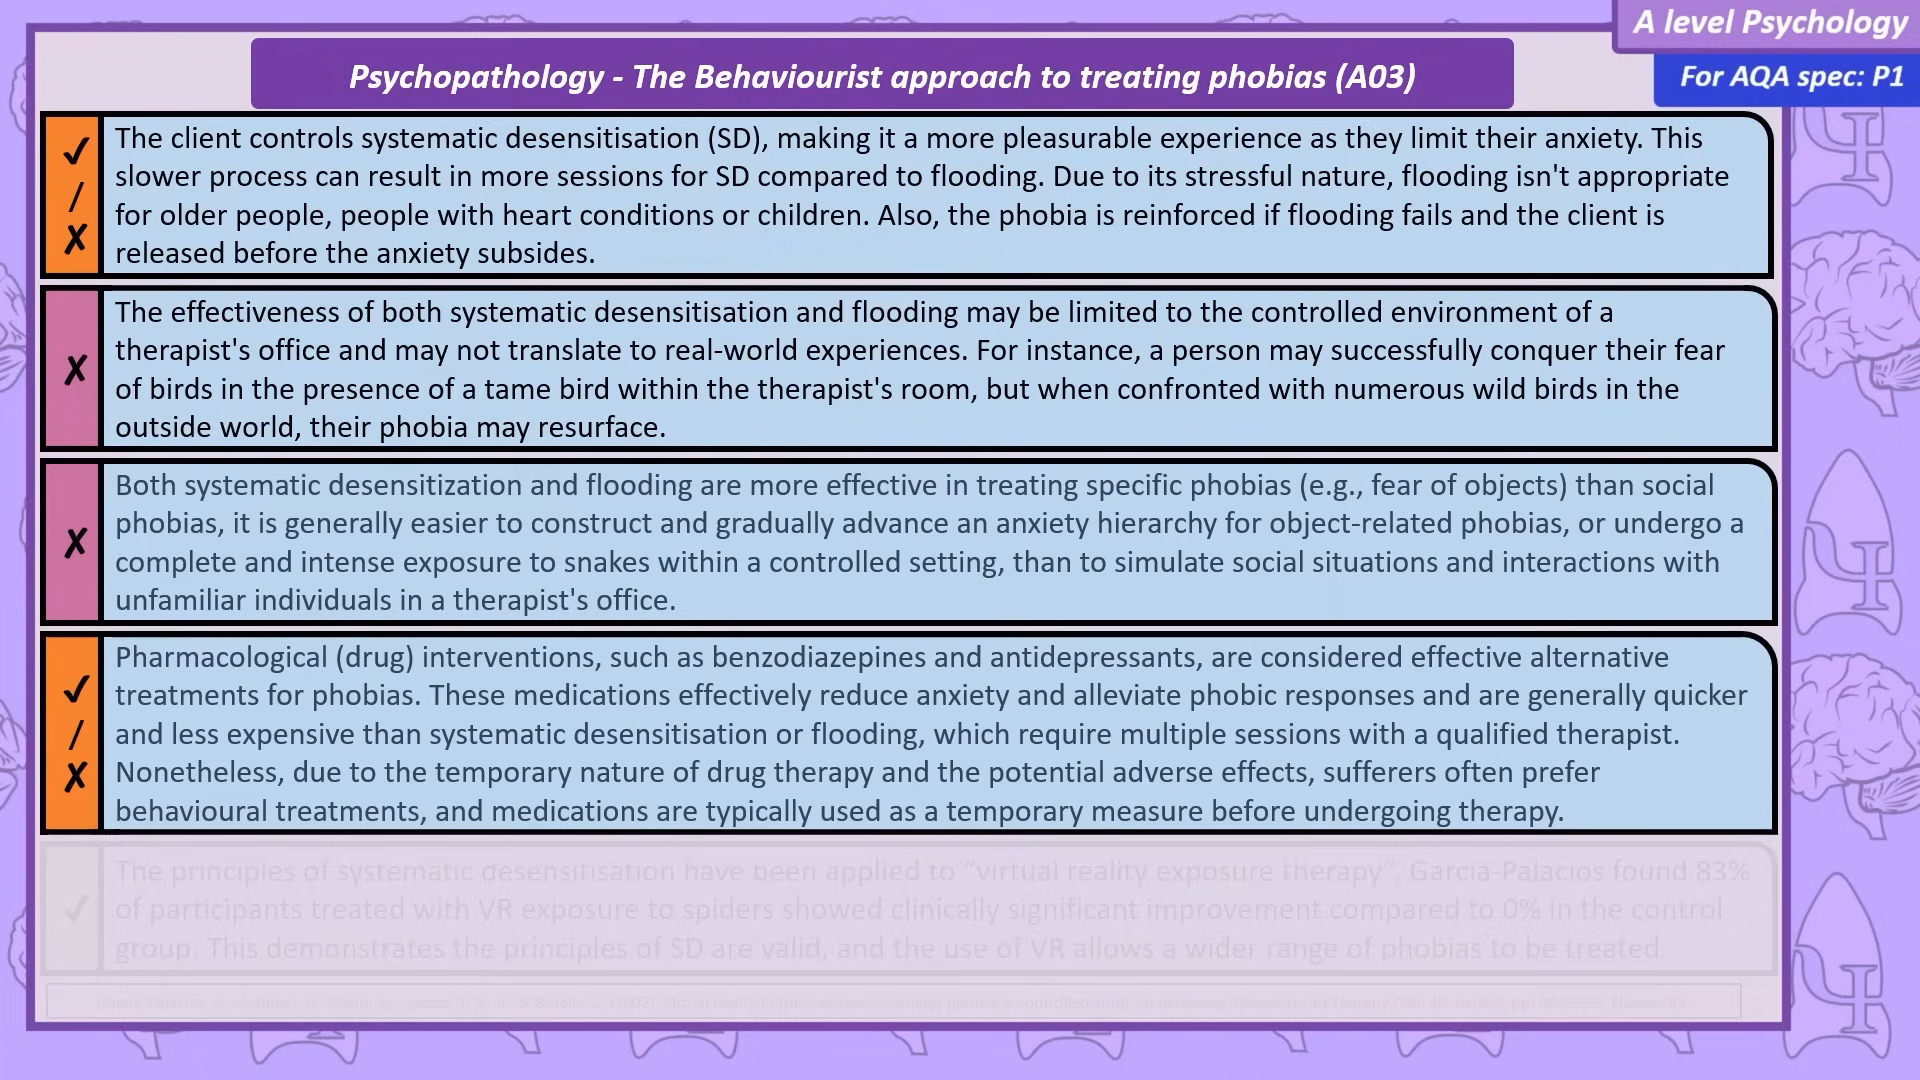 A level Psychology
For AQA spec: P1
Psychopathology - The Behaviourist approach to treating phobias (A03)
The client controls systematic desensitisation (SD), making it a more pleasurable experience as they limit their anxiety. This
slower process can result in more sessions for SD compared to flooding. Due to its stressful nature, flooding isn't appropriate
for older people, people with heart conditions or children. Also, the phobia is reinforced if flooding fails and the client is
released before the anxiety subsides.
The effectiveness of both systematic desensitisation and flooding may be limited to the controlled environment of a
therapist's office and may not translate to real-world experiences. For instance, a person may successfully conquer their fear
of birds in the presence of a tame bird within the therapist's room, but when confronted with numerous wild birds in the
outside world, their phobia may resurface.
Both systematic desensitization and flooding are more effective in treating specific phobias (e.g., fear of objects) than social
phobias, it is generally easier to construct and gradually advance an anxiety hierarchy for object-related phobias, or undergo a
complete and intense exposure to snakes within a controlled setting, than to simulate social situations and interactions with
unfamiliar individuals in a therapist's office.
Pharmacological (drug) interventions, such as benzodiazepines and antidepressants, are considered effective alternative
treatments for phobias. These medications effectively reduce anxiety and alleviate phobic responses and are generally quicker
and less expensive than systematic desensitisation or flooding, which require multiple sessions with a qualified therapist.
Nonetheless, due to the temporary nature of drug therapy and the potential adverse effects, sufferers often prefer
behavioural treatments, and medications are typically used as a temporary measure before undergoing therapy.
The principles of systematic desensitisation have been applied to "virtual reality exposure therapy", Garcia-Palacios found 83%
of participants treated with VR exposure to spiders showed clinically significant improvement compared to 0% in the control
group. This demonstrates the principles of SD are valid, and the use of VR allows a wider range of phobias to be treated.